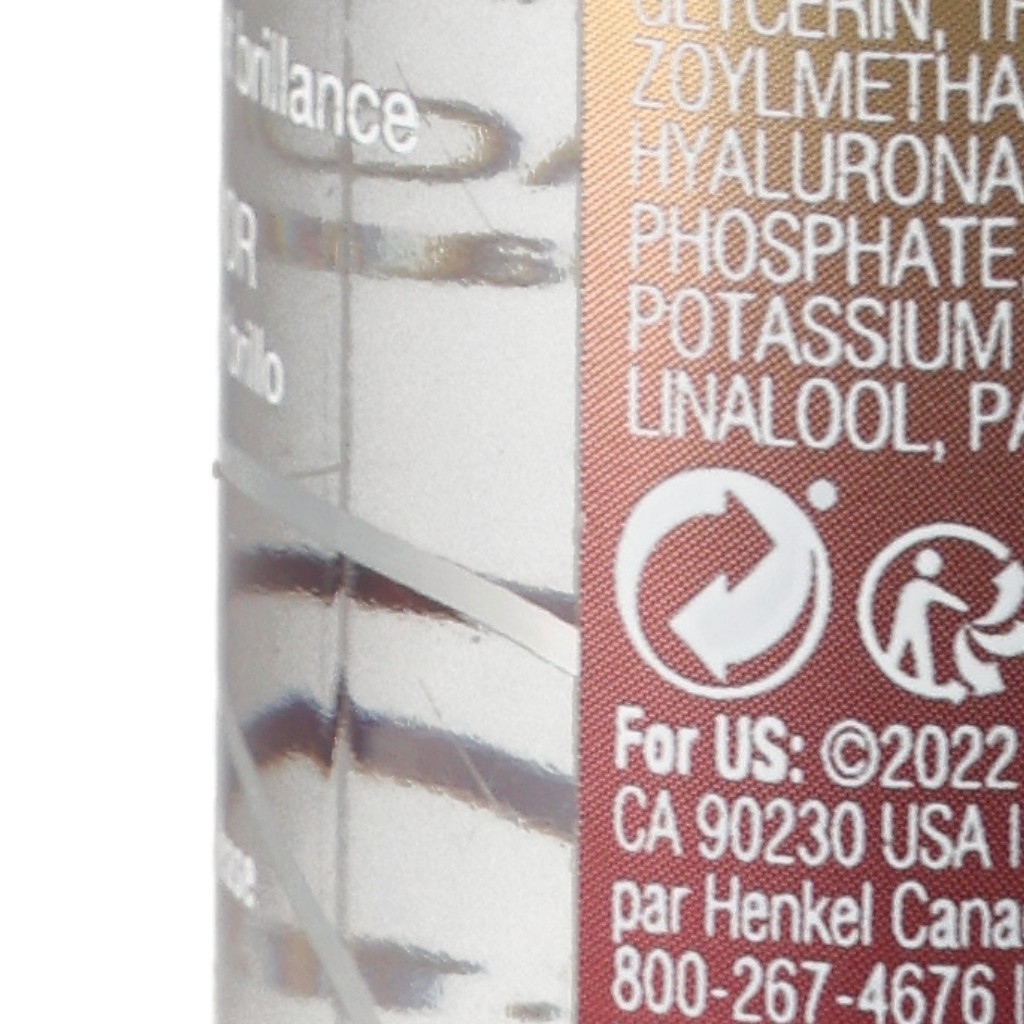 brillance
GLYCERIN,
ZOYLMETHA
HYALURONA
PHOSPHATE
POTASSIUM
LINALOOL, PA
For US: ©2022
CA 90230 USA
par Henkel Cana
800-267-4676
OR
brillo